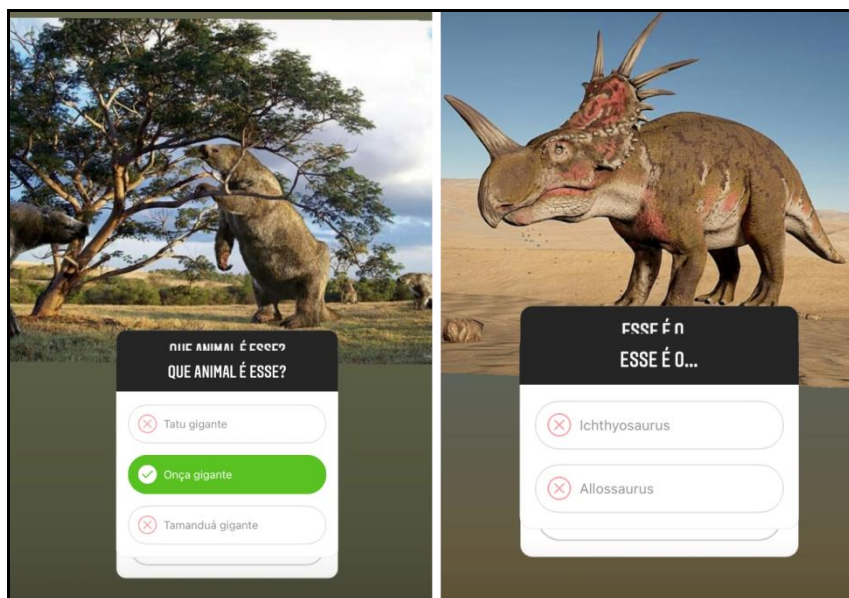 QUE ANIMAL É ESSE?
QUE ANIMAL É ESSE?
Tatu gigante
Onça gigante
Tamanduá gigante
ESSE É O
ESSE É O...
Ichthyosaurus
Allossaurus